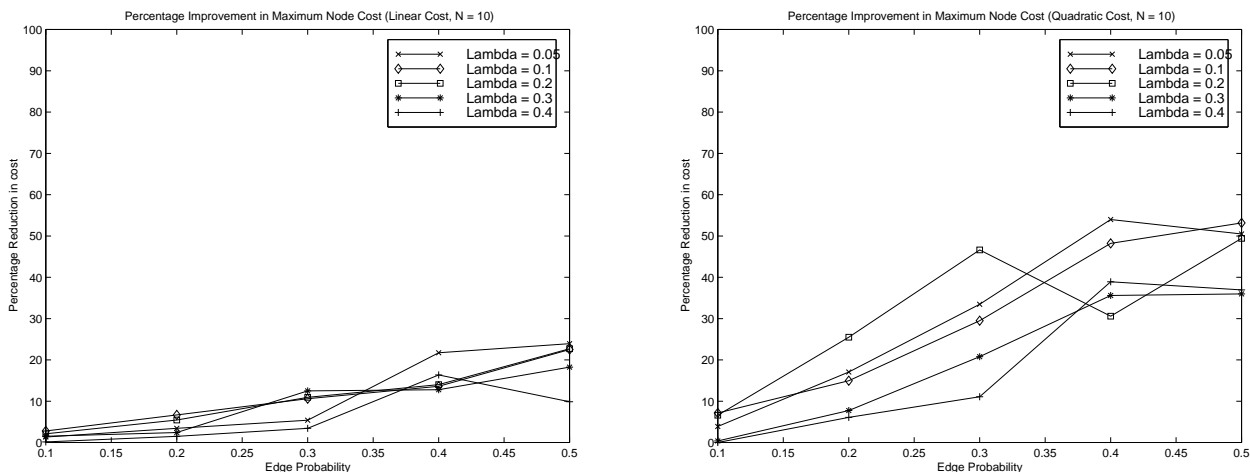 Percentage Improvement in Maximum Node Cost (Linear Cost, N = 10)
100
90
80
70
60
50
40
30
20
10
0
Percentage Reduction in cost
Lambda = 0.05
Lambda = 0.1
Lambda = 0.2
Lambda = 0.3
Lambda = 0.4
0.1
0.15
0.2
0.25
0.3
0.35
0.4
0.45
0.5
Edge Probability
Percentage Improvement in Maximum Node Cost (Quadratic Cost, N = 10)
100
90
80
70
60
50
40
30
20
10
0
Percentage Reduction in cost
Lambda = 0.05
Lambda = 0.1
Lambda = 0.2
Lambda = 0.3
Lambda = 0.4
0.1
0.15
0.2
0.25
0.3
0.35
0.4
0.45
0.5
Edge Probability